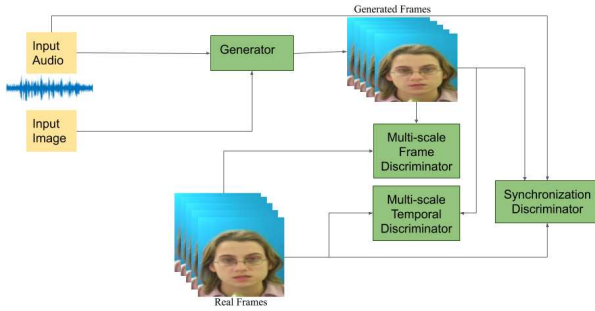 Generated Frames
Input
Audio
Generator
Input
Image
Multi-scale
Frame
Discriminator
Multi-scale
Temporal
Discriminator
Synchronization
Discriminator
Real Frames